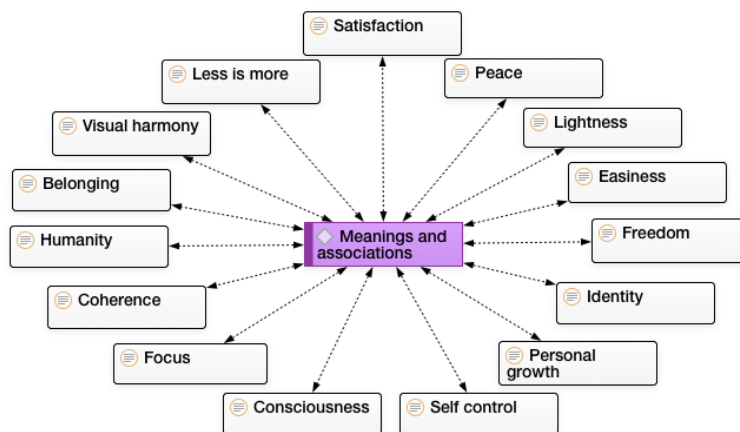 Satisfaction
Less is more
Peace
Visual harmony
Lightness
Belonging
Easiness
Humanity
Meanings and
associations
Freedom
Coherence
Identity
Focus
Personal
growth
Consciousness
Self control